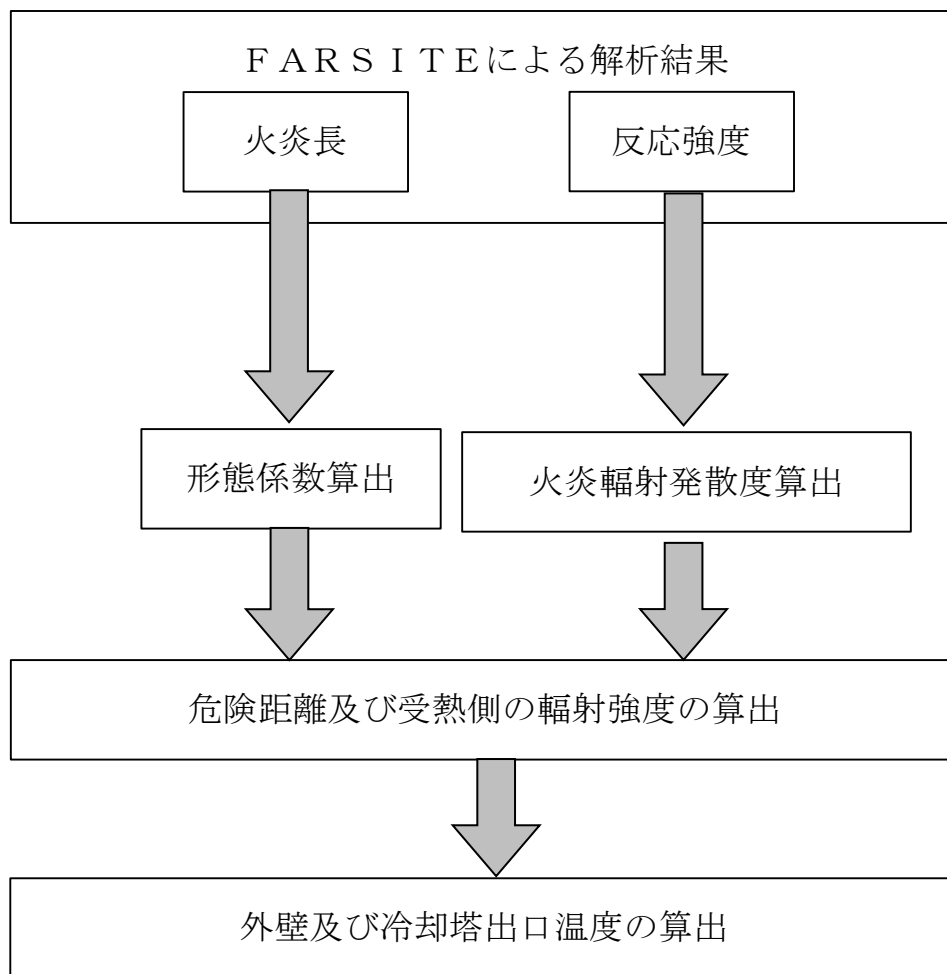 ＦＡＲＳＩＴＥによる解析結果
火炎長
反応強度
形態係数算出
火炎輻射発散度算出
危険距離及び受熱側の輻射強度の算出
外壁及び冷却塔出口温度の算出